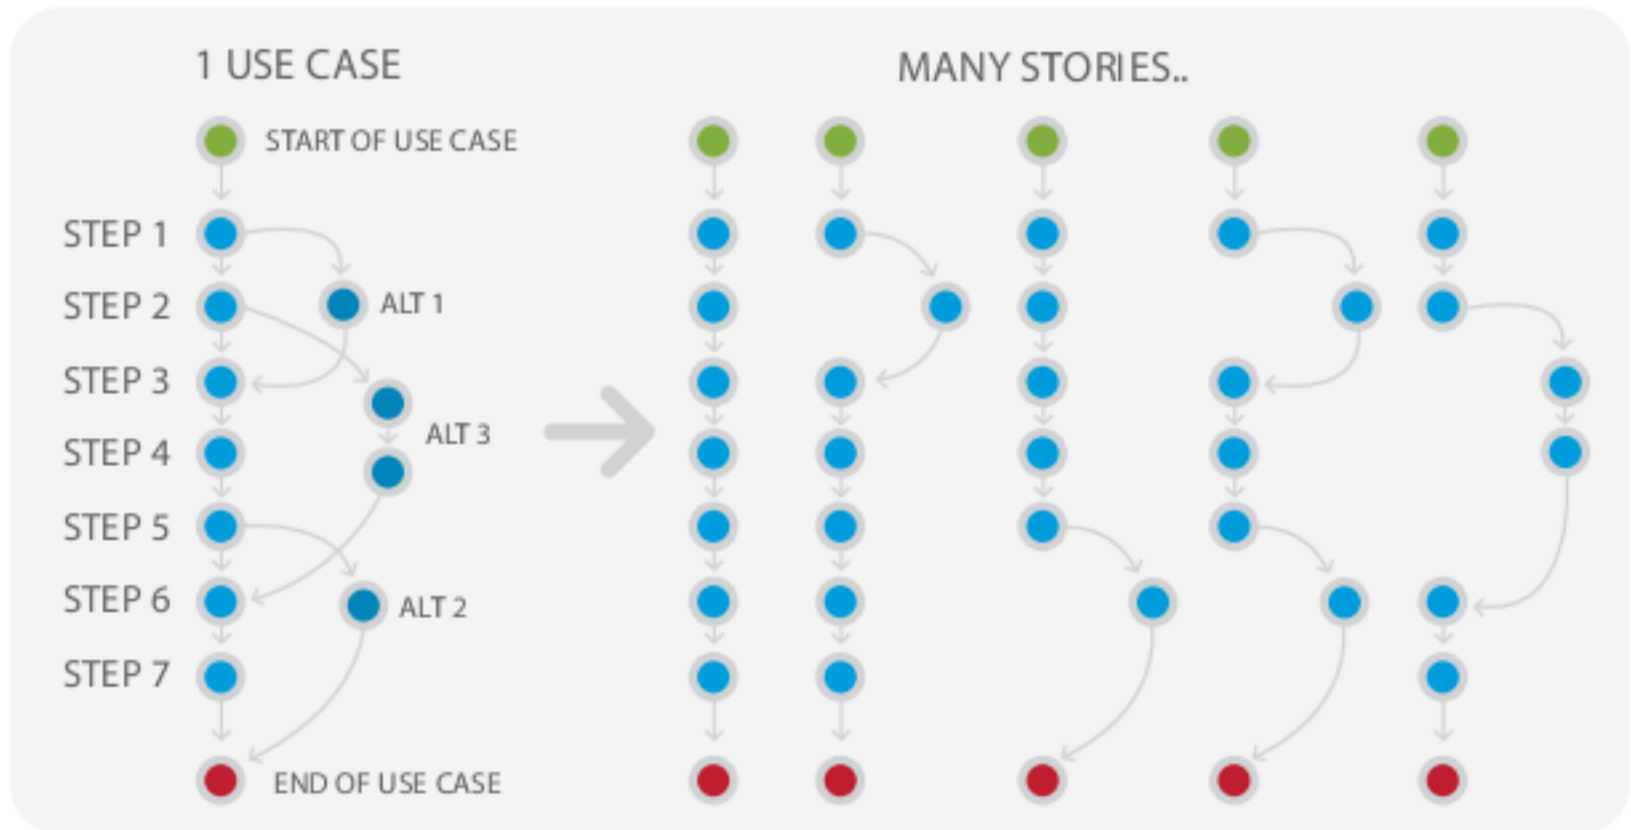 1 USE CASE
MANY STORIES..
START OF USE CASE
STEP 1
STEP 2
ALT 1
STEP 3
ALT 3
STEP 4
STEP 5
STEP 6
ALT 2
STEP 7
END OF USE CASE